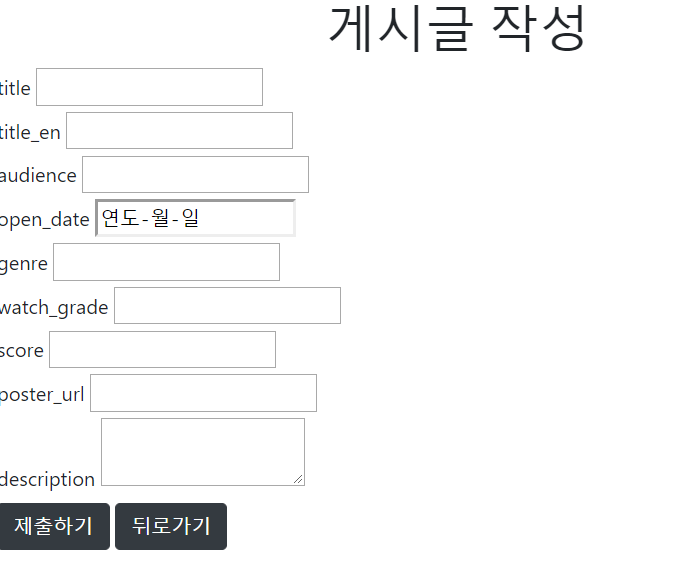 게시글 작성
title
title_en
audience
open_date 연도-월-일
genre
watch_grade
score
poster_url
description
제출하기 뒤로가기